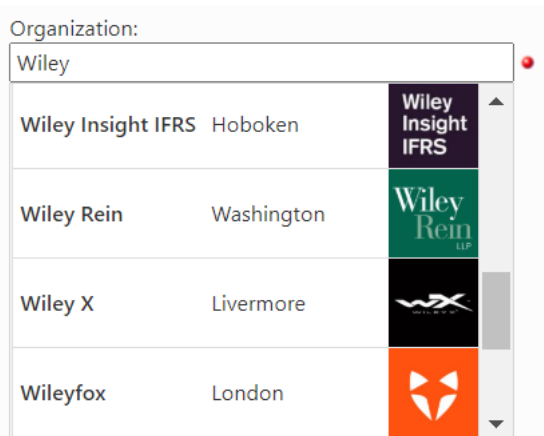 Organization:
Wiley
Wiley Insight IFRS Hoboken
Wiley
Insight
IFRS
Wiley Rein Washington
Wiley
Rein
LLP
Wiley X Livermore
WILEY X
Wileyfox London